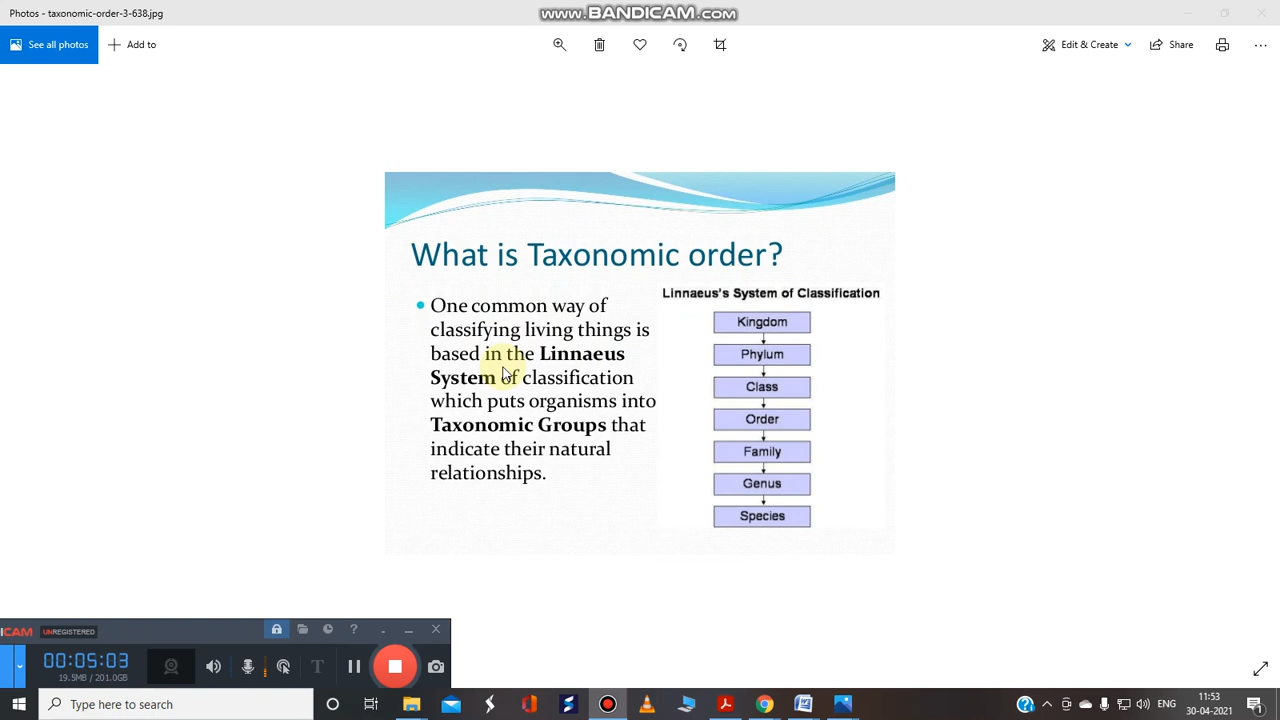 Photos - taxonomic-order-3-638.jpg
www.BANDICAM.com
See all photos
Add to
Edit & Create
Share
What is Taxonomic order?
One common way of
classifying living things is
based in the Linnaeus
System of classification
which puts organisms into
Taxonomic Groups that
indicate their natural
relationships.
Linnaeus's System of Classification
Kingdom
Phylum
Class
Order
Family
Genus
Species
ICAM UNREGISTERED
00:05:03
19.5MB / 201.0GB
Type here to search
ENG
11:53
30-04-2021